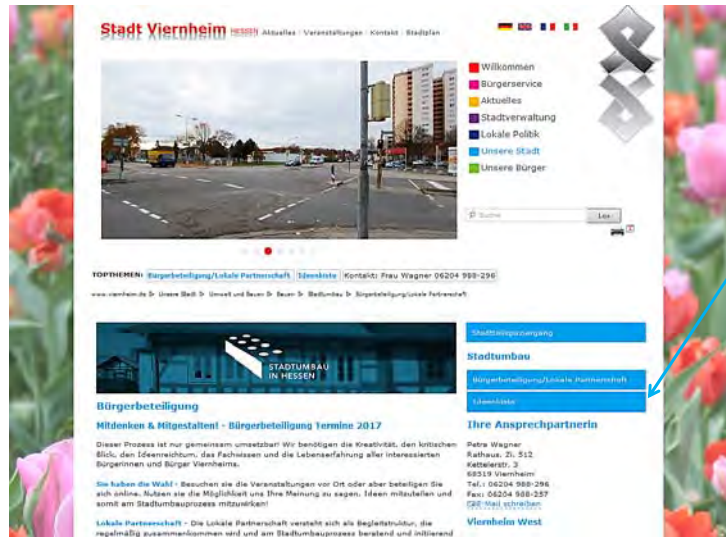 Stadt Viernheim HESSEN Aktuelles | Veranstaltungen | Kontakt | Stadtplan
Willkommen
Bürgerservice
Aktuelles
Stadtverwaltung
Lokale Politik
Unsere Stadt
Unsere Bürger
Suche Los
TOPTHEMEN: Bürgerbeteiligung/Lokale Partnerschaft Ideenkiste Kontakt: Frau Wagner 06204 988-296
www.viernheim.de ▷ Unsere Stadt ▷ Umwelt und Bauen ▷ Bauen ▷ Stadtumbau ▷ Bürgerbeteiligung/Lokale Partnerschaft
STADTUMBAU
IN HESSEN
Bürgerbeteiligung
Mitdenken & Mitgestalten! - Bürgerbeteiligung Termine 2017
Dieser Prozess ist nur gemeinsam umsetzbar! Wir benötigen die Kreativität, den kritischen
Blick, den Ideenreichtum, das Fachwissen und die Lebenserfahrung aller interessierten
Bürgerinnen und Bürger Viernheims.
Sie haben die Wahl - Besuchen sie die Veranstaltungen vor Ort oder aber beteiligen Sie
sich online. Nutzen sie die Möglichkeit uns Ihre Meinung zu sagen, Ideen mitzuteilen und
somit am Stadtumbauprozess mitzuwirken!
Lokale Partnerschaft - Die Lokale Partnerschaft versteht sich als Begleitstruktur, die
regelmäßig zusammenkommen wird und am Stadtumbauprozess beratend und initiierend
Stadtteilspaziergang
Stadtumbau
Bürgerbeteiligung/Lokale Partnerschaft
Ideenkiste
Ihre Ansprechpartnerin
Petra Wagner
Rathaus, Zi. 512
Kettelerstr. 3
68519 Viernheim
Tel.: 06204 988-296
Fax: 06204 988-257
E-Mail schreiben
Viernheim West